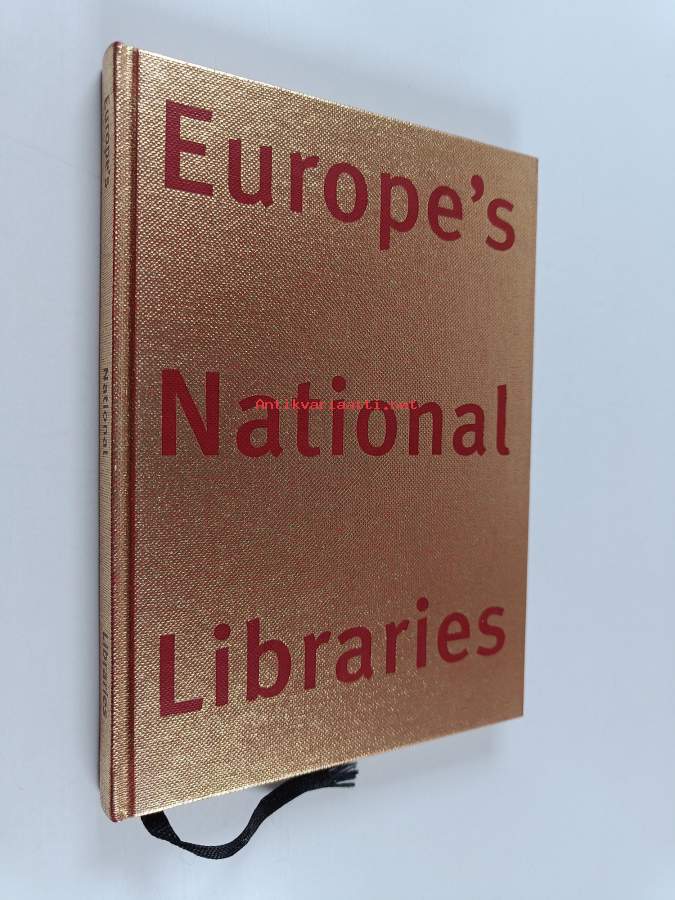 Europe's
National
Libraries
Europe's
National
Libraries
Antikvariaatti.net